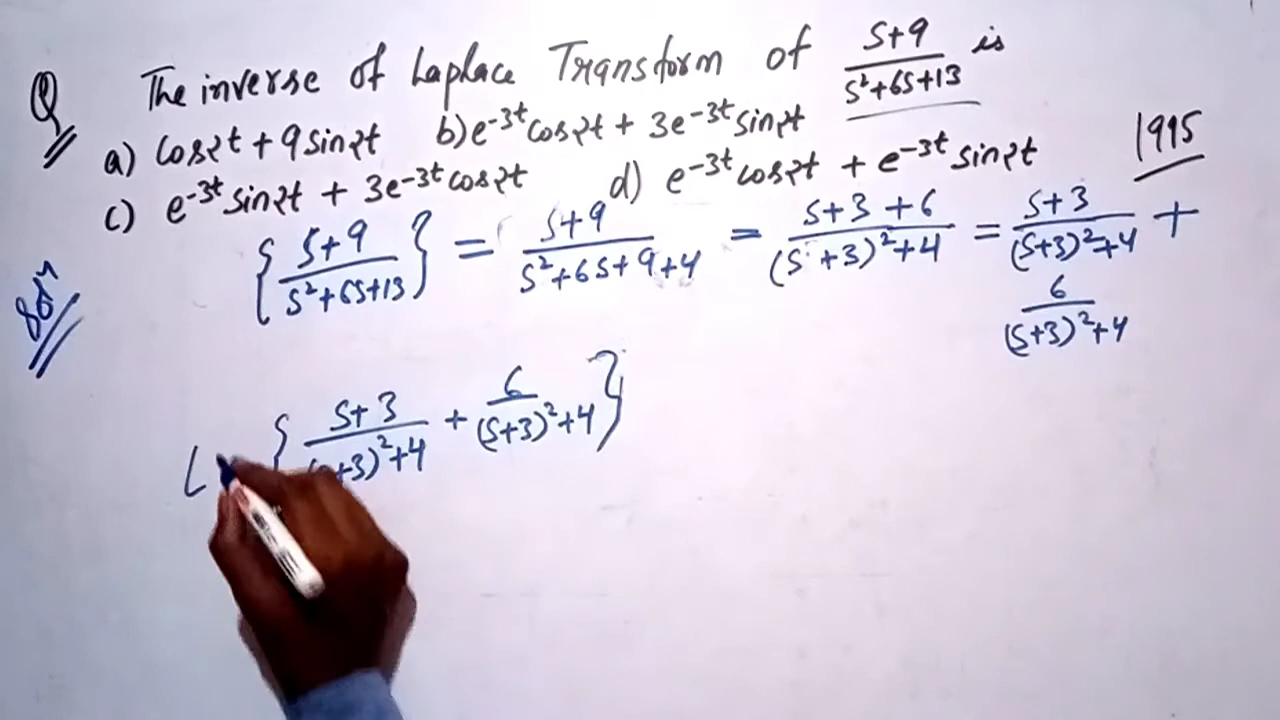 Q The inverse of Laplace Transform of (s+9)/(s²+6s+13) is
a) cos2t + 9sin2t b) e^-3t cos2t + 3e^-3t sin2t
c) e^-3t sin2t + 3e^-3t cos2t d) e^-3t cos2t + e^-3t sin2t 1995
Solⁿ {(s+9)/(s²+6s+13)} = (s+9)/(s²+6s+9+4) = (s+3+6)/((s+3)²+4) = (s+3)/((s+3)²+4) +
6/((s+3)²+4)
L {(s+3)/((s+3)²+4) + 6/((s+3)²+4)}